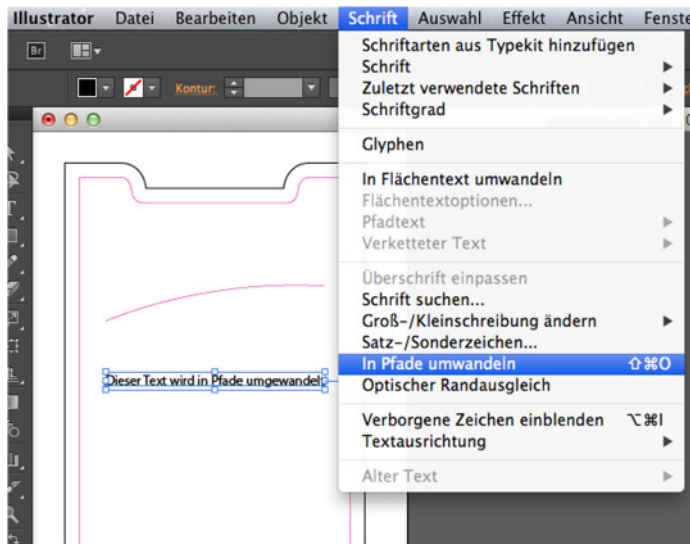 Illustrator Datei Bearbeiten Objekt Schrift Auswahl Effekt Ansicht
Br
Kontur:
Schriftarten aus Typekit hinzufügen
Schrift
Zuletzt verwendete Schriften
Schriftgrad
Glyphen
In Flächentext umwandeln
Flächentextoptionen...
Pfadtext
Verketteter Text
Überschrift einpassen
Schrift suchen...
Groß-/Kleinschreibung ändern
Satz-/Sonderzeichen...
In Pfade umwandeln ⇧⌘O
Dieser Text wird in Pfade umgewandelt
Optischer Randausgleich
Verborgene Zeichen einblenden ⌥⌘I
Textausrichtung
Alter Text